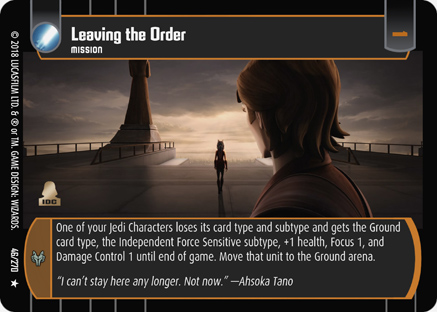 Leaving the Order
MISSION
IDC
One of your Jedi Characters loses its card type and subtype and gets the Ground
card type, the Independent Force Sensitive subtype, +1 health, Focus 1, and
Damage Control 1 until end of game. Move that unit to the Ground arena.
“I can’t stay here any longer. Not now.” —Ahsoka Tano
© 2018 LUCASFILM LTD. & ® or TM. GAME DESIGN: WIZARDS.
46/270